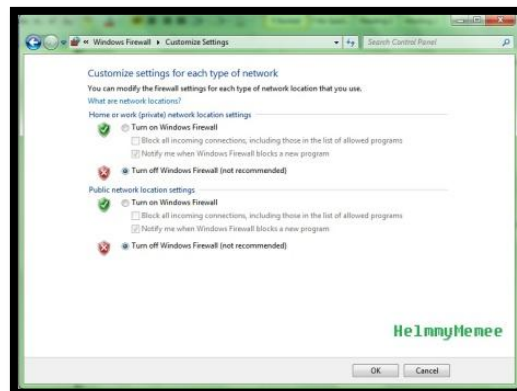 Windows Firewall
Customize Settings
Search Control Panel
Customize settings for each type of network
You can modify the firewall settings for each type of network location that you use.
What are network locations?
Home or work (private) network location settings
Turn on Windows Firewall
Block all incoming connections, including those in the list of allowed programs
Notify me when Windows Firewall blocks a new program
Turn off Windows Firewall (not recommended)
Public network location settings
Turn on Windows Firewall
Block all incoming connections, including those in the list of allowed programs
Notify me when Windows Firewall blocks a new program
Turn off Windows Firewall (not recommended)
HelmmyMemee
OK
Cancel